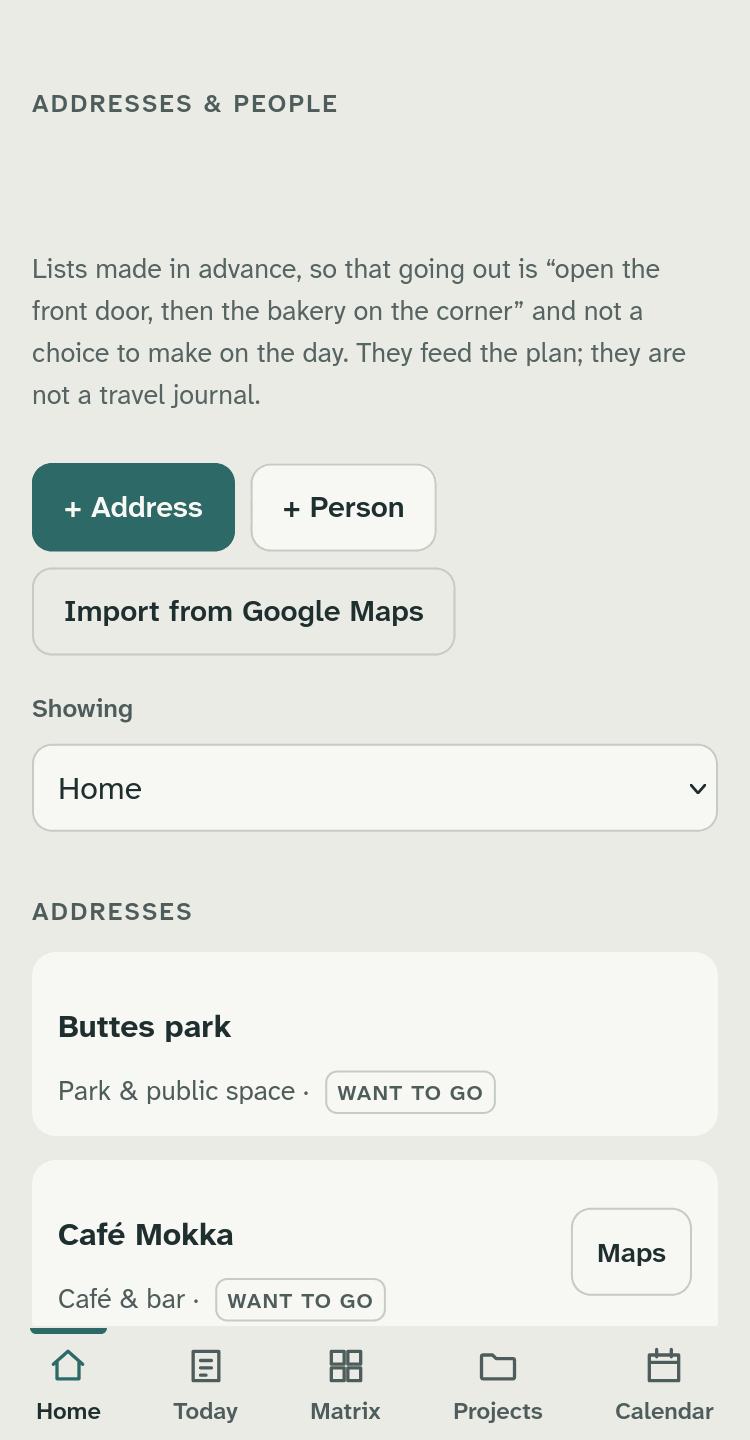 ADDRESSES & PEOPLE
Lists made in advance, so that going out is “open the
front door, then the bakery on the corner” and not a
choice to make on the day. They feed the plan; they are
not a travel journal.
+ Address
+ Person
Import from Google Maps
Showing
Home
ADDRESSES
Buttes park
Park & public space · WANT TO GO
Café Mokka
Maps
Café & bar · WANT TO GO
Home
Today
Matrix
Projects
Calendar